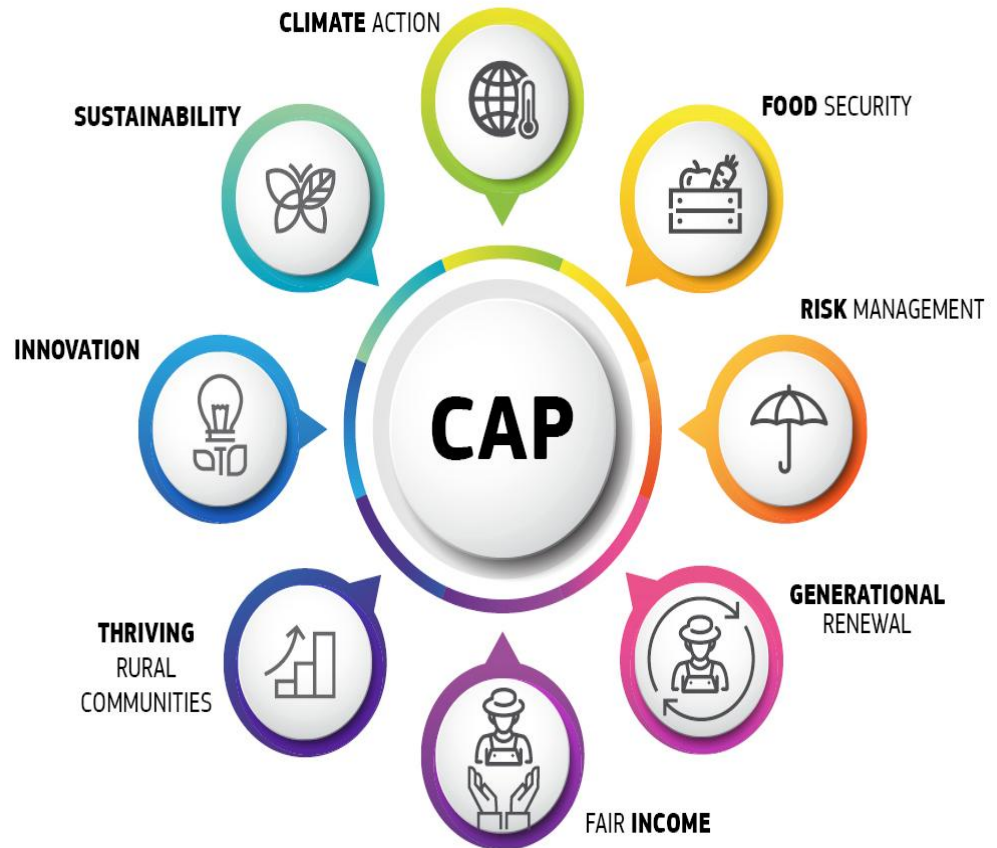 CLIMATE ACTION
SUSTAINABILITY
FOOD SECURITY
RISK MANAGEMENT
INNOVATION
CAP
GENERATIONAL
RENEWAL
THRIVING
RURAL
COMMUNITIES
FAIR INCOME